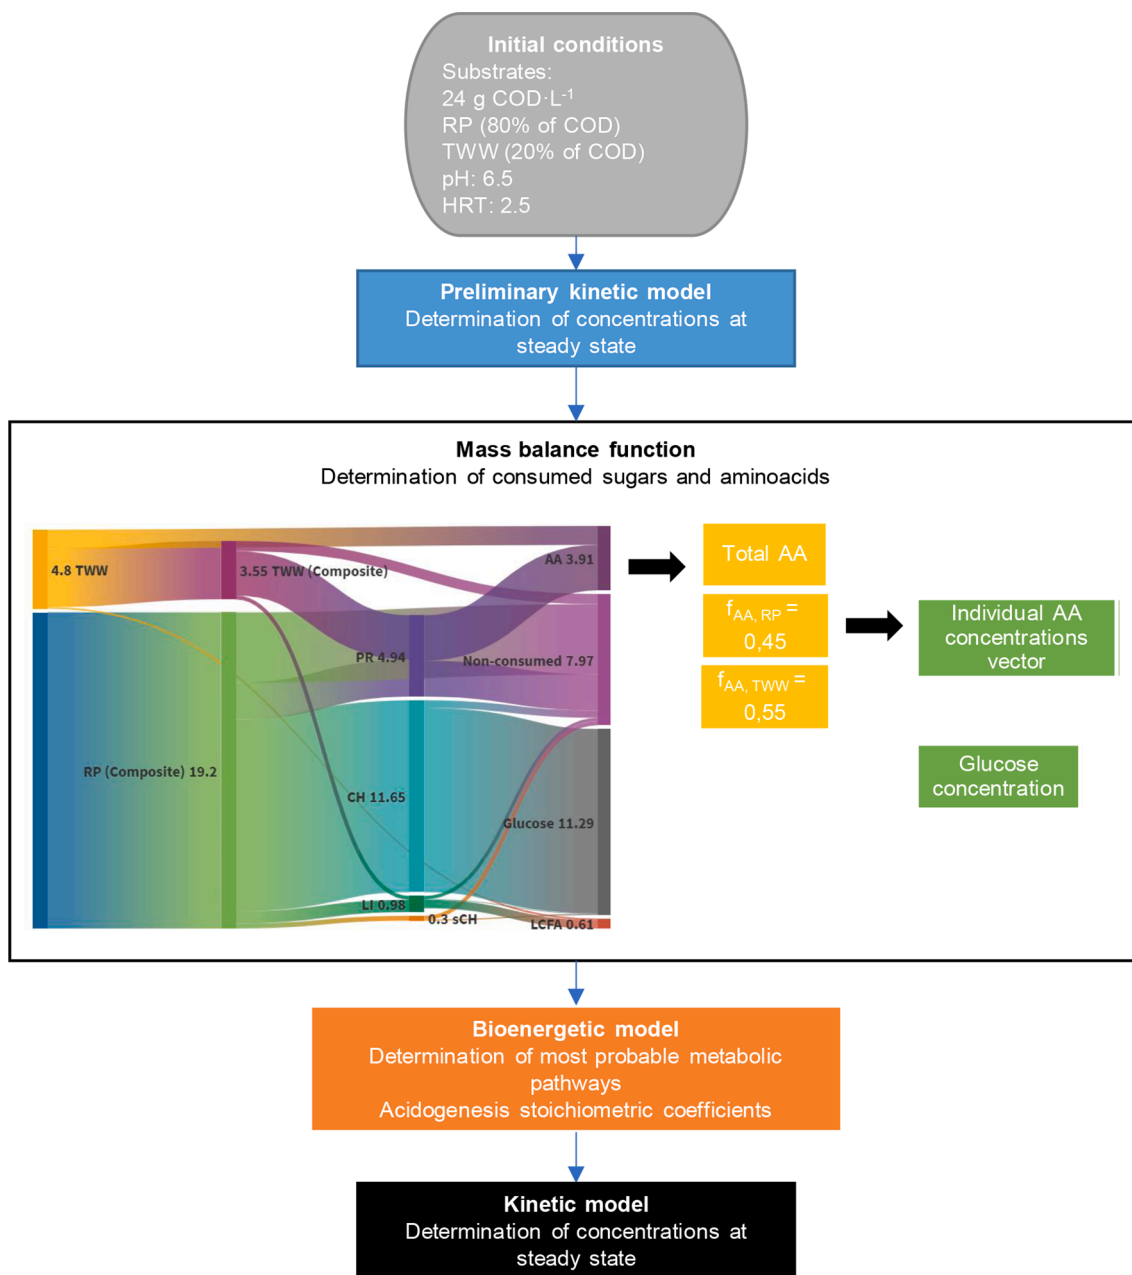 Initial conditions
Substrates:
24 g COD·L⁻¹
RP (80% of COD)
TWW (20% of COD)
pH: 6.5
HRT: 2.5
Preliminary kinetic model
Determination of concentrations at
steady state
Mass balance function
Determination of consumed sugars and aminoacids
4.8 TWW
3.55 TWW (Composite)
AA 3.91
PR 4.94
Non-consumed 7.97
RP (Composite) 19.2
CH 11.65
Glucose 11.29
LI 0.98
0.3 sCH
LCFA 0.61
Total AA
f_AA, RP =
0,45
f_AA, TWW =
0,55
Individual AA
concentrations
vector
Glucose
concentration
Bioenergetic model
Determination of most probable metabolic
pathways
Acidogenesis stoichiometric coefficients
Kinetic model
Determination of concentrations at
steady state